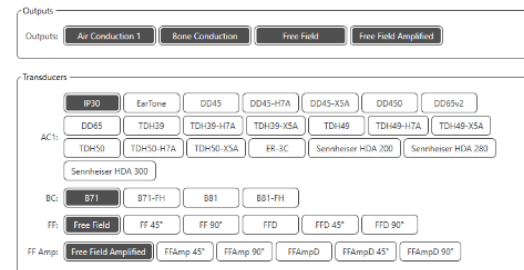 Outputs
Outputs: Air Conduction 1 Bone Conduction Free Field Free Field Amplified
Transducers
IP30 EarTone DD45 DD45-H7A DD45-X5A DD450 DD65v2
AC1: DD65 TDH39 TDH39-H7A TDH39-X5A TDH49 TDH49-H7A TDH49-X5A
TDH50 TDH50-H7A TDH50-X5A ER-3C Sennheiser HDA 200 Sennheiser HDA 280
Sennheiser HDA 300
BC: B71 B71-FH B81 B81-FH
FF: Free Field FF 45° FF 90° FFD FFD 45° FFD 90°
FF Amp: Free Field Amplified FFAmp 45° FFAmp 90° FFAmpD FFAmpD 45° FFAmpD 90°